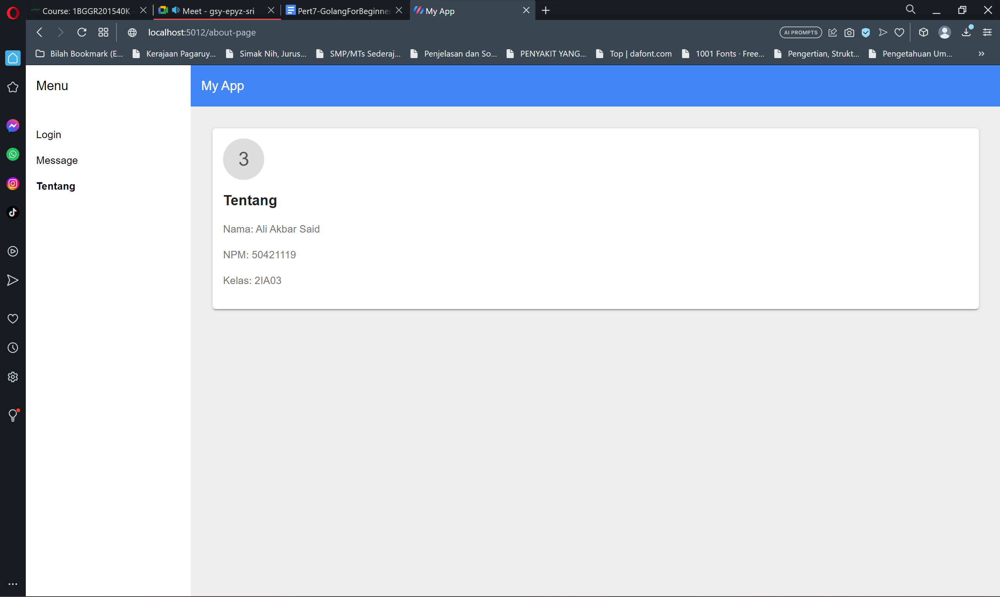 Course: 1BGGR201540K -
Meet - gsy-epyz-sri
Pert7-GolangForBeginner
My App
localhost:5012/about-page
AI PROMPTS
Bilah Bookmark (E...
Kerajaan Pagaruy...
Simak Nih, Jurus...
SMP/MTs Sederaj...
Penjelasan dan So...
PENYAKIT YANG...
Top | dafont.com
1001 Fonts · Free...
Pengertian, Strukt...
Pengetahuan Um...
Menu
My App
Login
Message
Tentang
3
Tentang
Nama: Ali Akbar Said
NPM: 50421119
Kelas: 2IA03